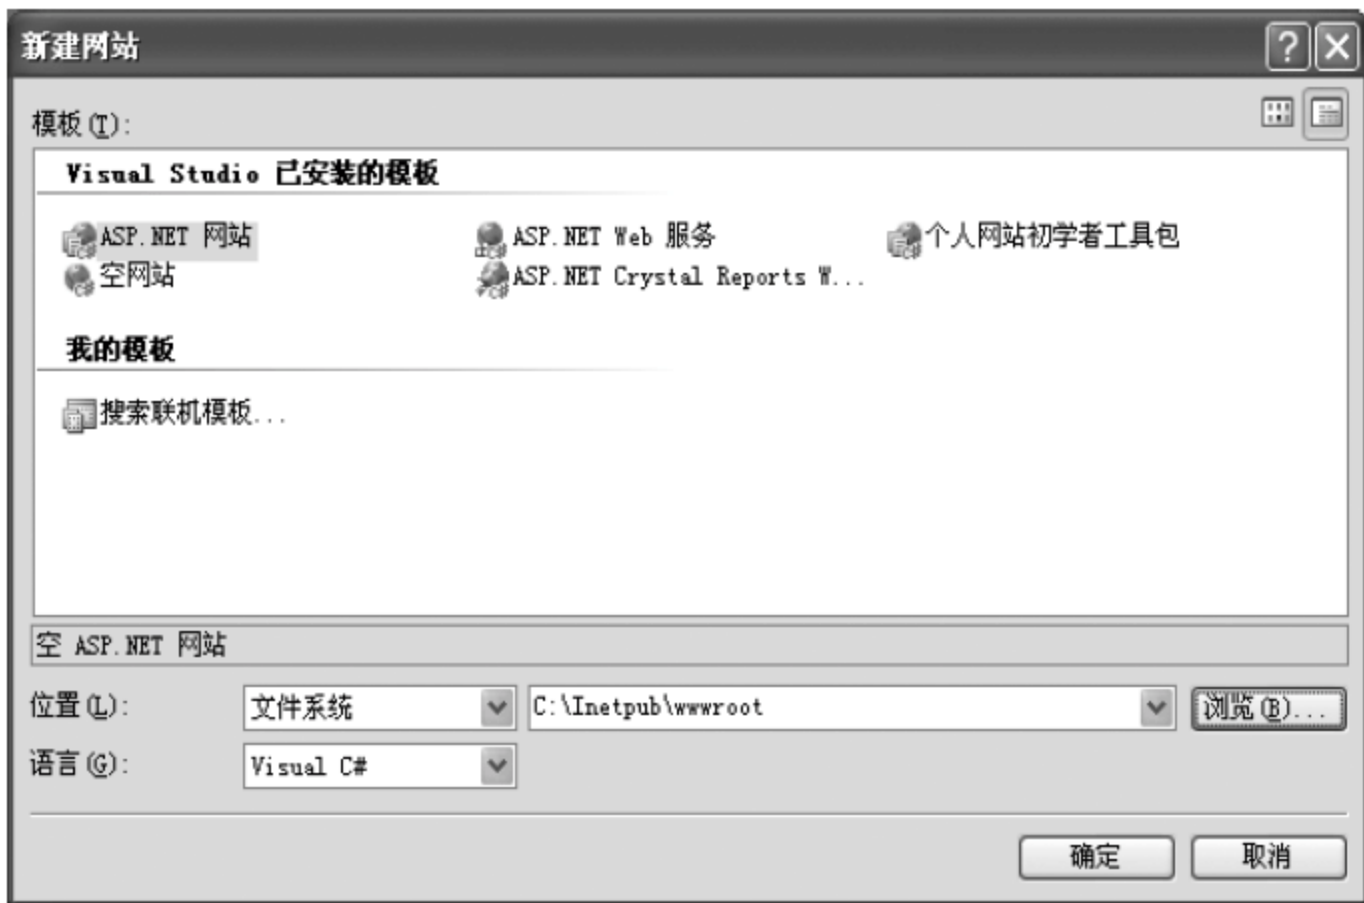 新建网站
模板(T):
Visual Studio 已安装的模板
ASP.NET 网站 ASP.NET Web 服务 个人网站初学者工具包
空网站 ASP.NET Crystal Reports W...
我的模板
搜索联机模板...
空 ASP.NET 网站
位置(L): 文件系统 C:\Inetpub\wwwroot 浏览(B)...
语言(G): Visual C#
确定 取消